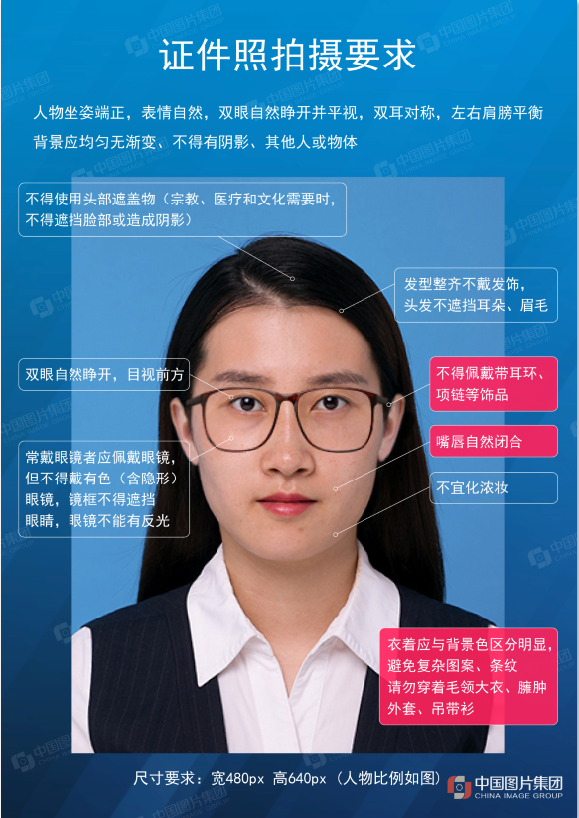 证件照拍摄要求
人物坐姿端正，表情自然，双眼自然睁开并平视，双耳对称，左右肩膀平衡
背景应均匀无渐变、不得有阴影、其他人或物体
不得使用头部遮盖物（宗教、医疗和文化需要时，
不得遮挡脸部或造成阴影）
发型整齐不戴发饰，
头发不遮挡耳朵、眉毛
双眼自然睁开，目视前方
不得佩戴带耳环、
项链等饰品
嘴唇自然闭合
常戴眼镜者应佩戴眼镜，
但不得戴有色（含隐形）
眼镜，镜框不得遮挡
眼睛，眼镜不能有反光
不宜化浓妆
衣着应与背景色区分明显，
避免复杂图案、条纹
请勿穿着毛领大衣、臃肿
外套、吊带衫
尺寸要求：宽480px 高640px（人物比例如图）
中国图片集团
CHINA IMAGE GROUP